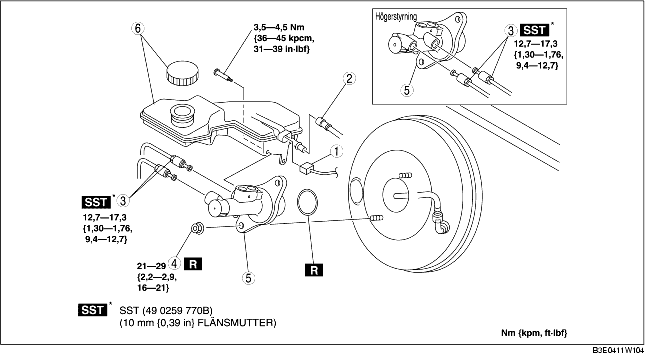 Högerstyrning
3 SST *
12,7—17,3
{1,30—1,76,
9,4—12,7}
5
6
3,5—4,5 Nm
{36—45 kpcm,
31—39 in·lbf}
2
1
SST * 3
12,7—17,3
{1,30—1,76,
9,4—12,7}
4 R
21—29
{2,2—2,9,
16—21}
5
R
SST * SST (49 0259 770B)
(10 mm {0,39 in} FLÄNSMUTTER)
Nm {kpm, ft·lbf}
B3E0411W104